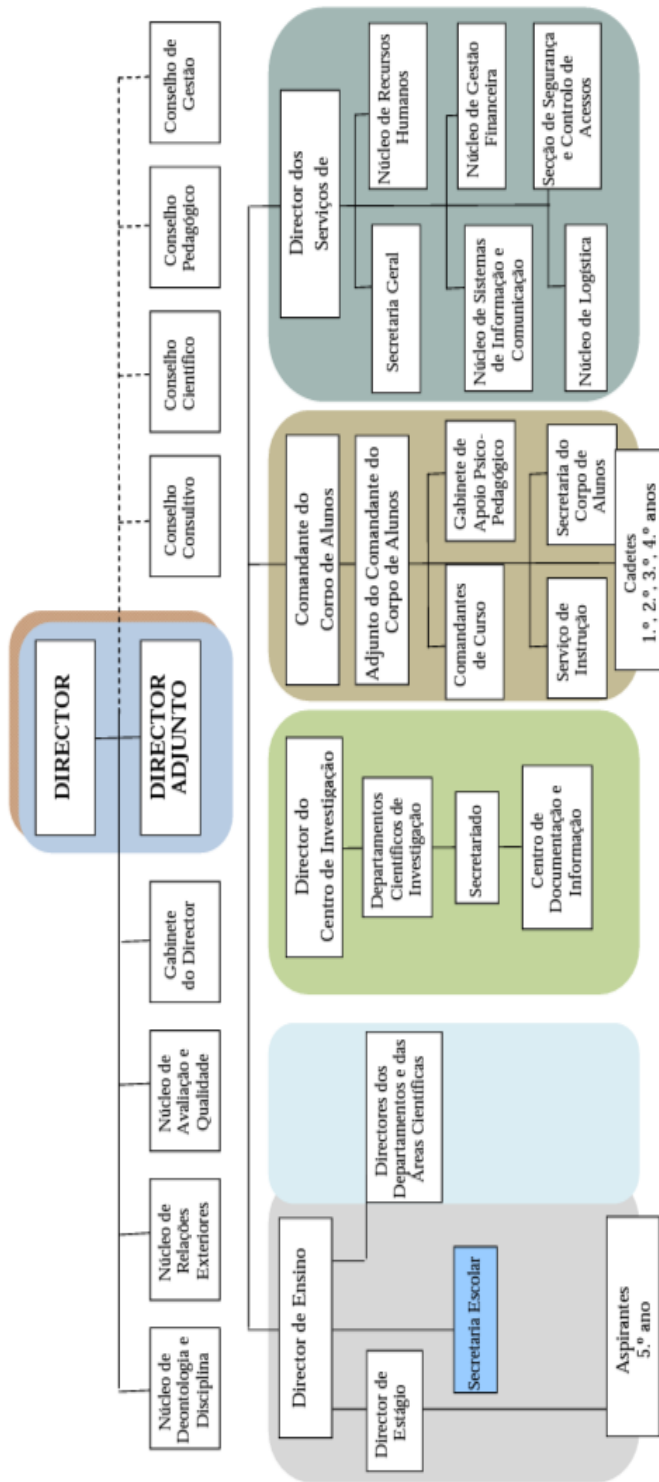 DIRECTOR
DIRECTOR
ADJUNTO
Núcleo de
Deontologia e
Disciplina
Núcleo de
Relações
Exteriores
Núcleo de
Avaliação e
Qualidade
Gabinete
do Director
Conselho
Consultivo
Conselho
Científico
Conselho
Pedagógico
Conselho de
Gestão
Director de Ensino
Director de
Estágio
Secretaria Escolar
Directores dos
Departamentos e das
Áreas Científicas
Aspirantes
5.º ano
Director do
Centro de Investigação
Departamentos
Científicos de
Investigação
Secretariado
Centro de
Documentação e
Informação
Comandante do
Corpo de Alunos
Adjunto do Comandante do
Corpo de Alunos
Comandantes
de Curso
Gabinete de
Apoio Psico-
Pedagógico
Serviço de
Instrução
Secretaria do
Corpo de
Alunos
Cadetes
1.º, 2.º, 3.º, 4.º anos
Director dos
Serviços de
Secretaria Geral
Núcleo de Recursos
Humanos
Núcleo de Sistemas
de Informação e
Comunicação
Núcleo de Gestão
Financeira
Núcleo de Logística
Secção de Segurança
e Controlo de
Acessos